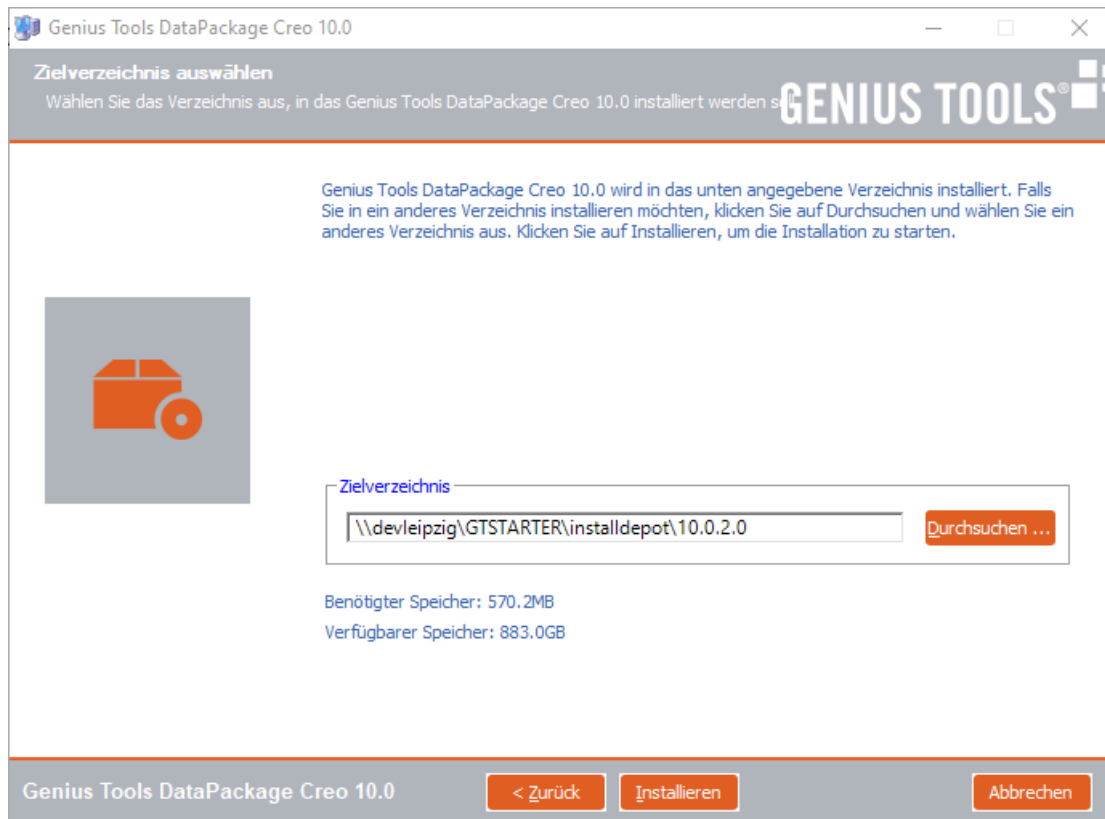 Genius Tools DataPackage Creo 10.0
Zielverzeichnis auswählen
Wählen Sie das Verzeichnis aus, in das Genius Tools DataPackage Creo 10.0 installiert werden
GENIUS TOOLS®
Genius Tools DataPackage Creo 10.0 wird in das unten angegebene Verzeichnis installiert. Falls
Sie in ein anderes Verzeichnis installieren möchten, klicken Sie auf Durchsuchen und wählen Sie ein
anderes Verzeichnis aus. Klicken Sie auf Installieren, um die Installation zu starten.
Zielverzeichnis
\\devleipzig\GTSTARTER\installdepot\10.0.2.0
Durchsuchen ...
Benötigter Speicher: 570.2MB
Verfügbarer Speicher: 883.0GB
Genius Tools DataPackage Creo 10.0
< Zurück
Installieren
Abbrechen